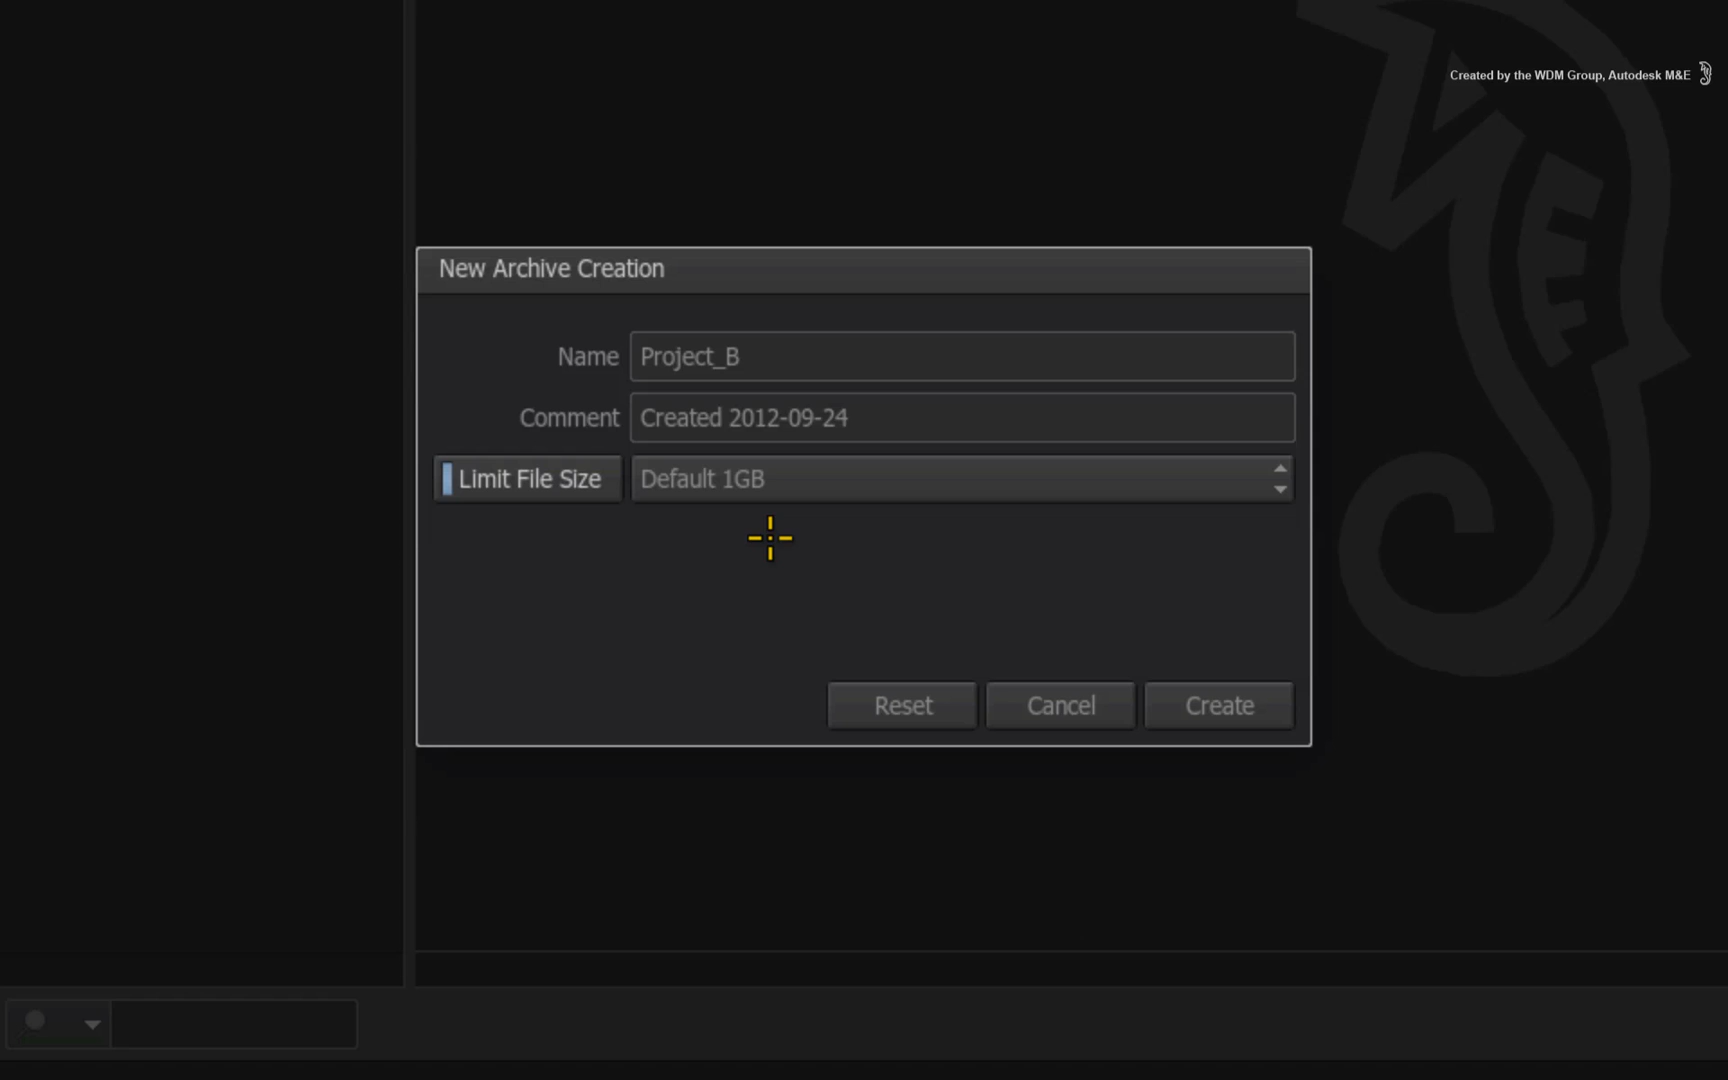 Created by the WDM Group, Autodesk M&E
New Archive Creation
Name Project_B
Comment Created 2012-09-24
Limit File Size Default 1GB
Reset Cancel Create